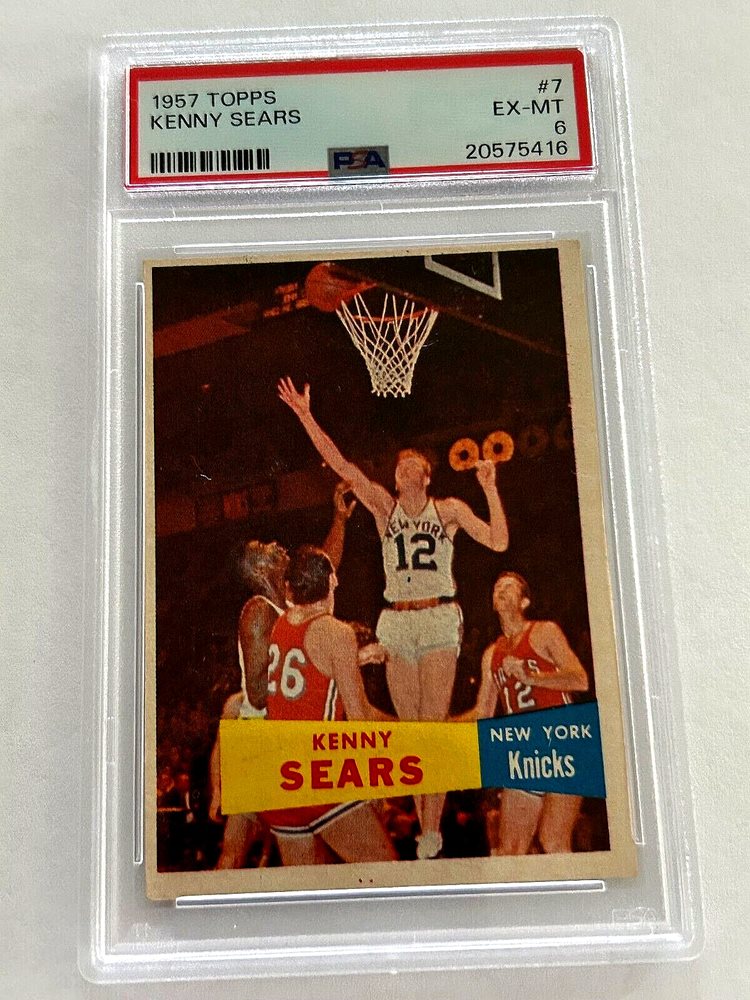 1957 TOPPS #7
KENNY SEARS EX-MT
6
PSA 20575416
NEW YORK
12
26
12
KENNY
SEARS
NEW YORK
Knicks